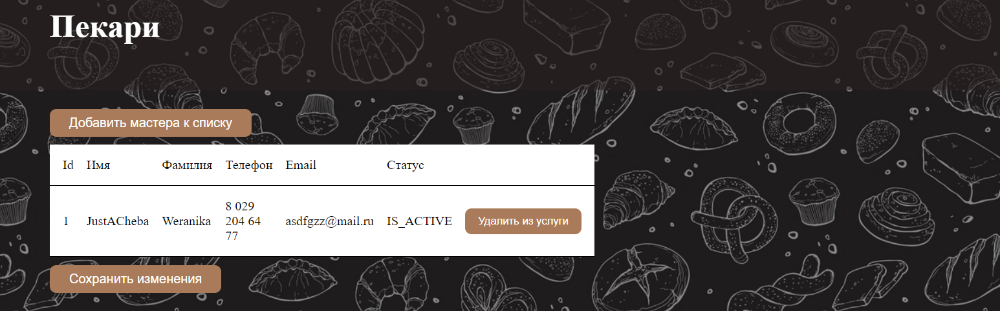 Пекари
Добавить мастера к списку
Id Имя Фамилия Телефон Email Статус
1 JustACheba Weranika 8 029 204 64 77 asdfgzz@mail.ru IS_ACTIVE Удалить из услуги
Сохранить изменения